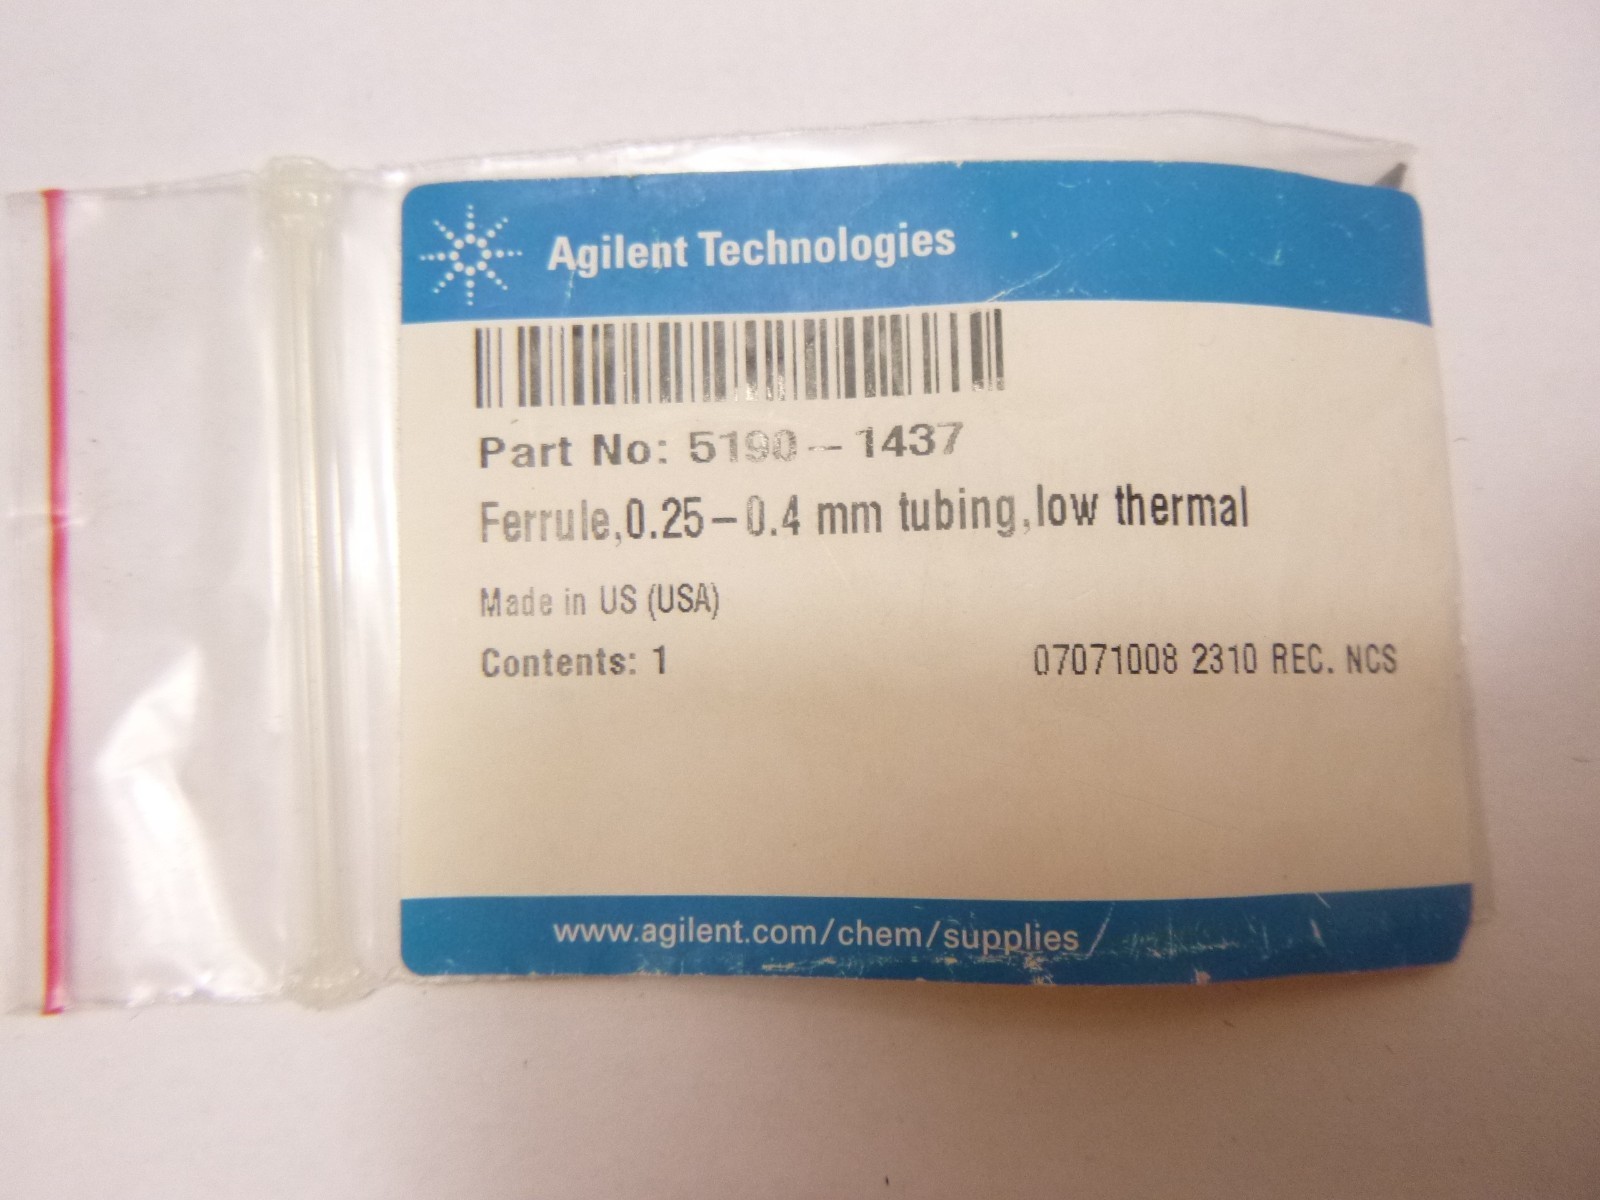 Agilent Technologies
Part No: 5190-1437
Ferrule,0.25-0.4 mm tubing,low thermal
Made in US (USA)
Contents: 1
07071008 2310 REC. NCS
www.agilent.com/chem/supplies